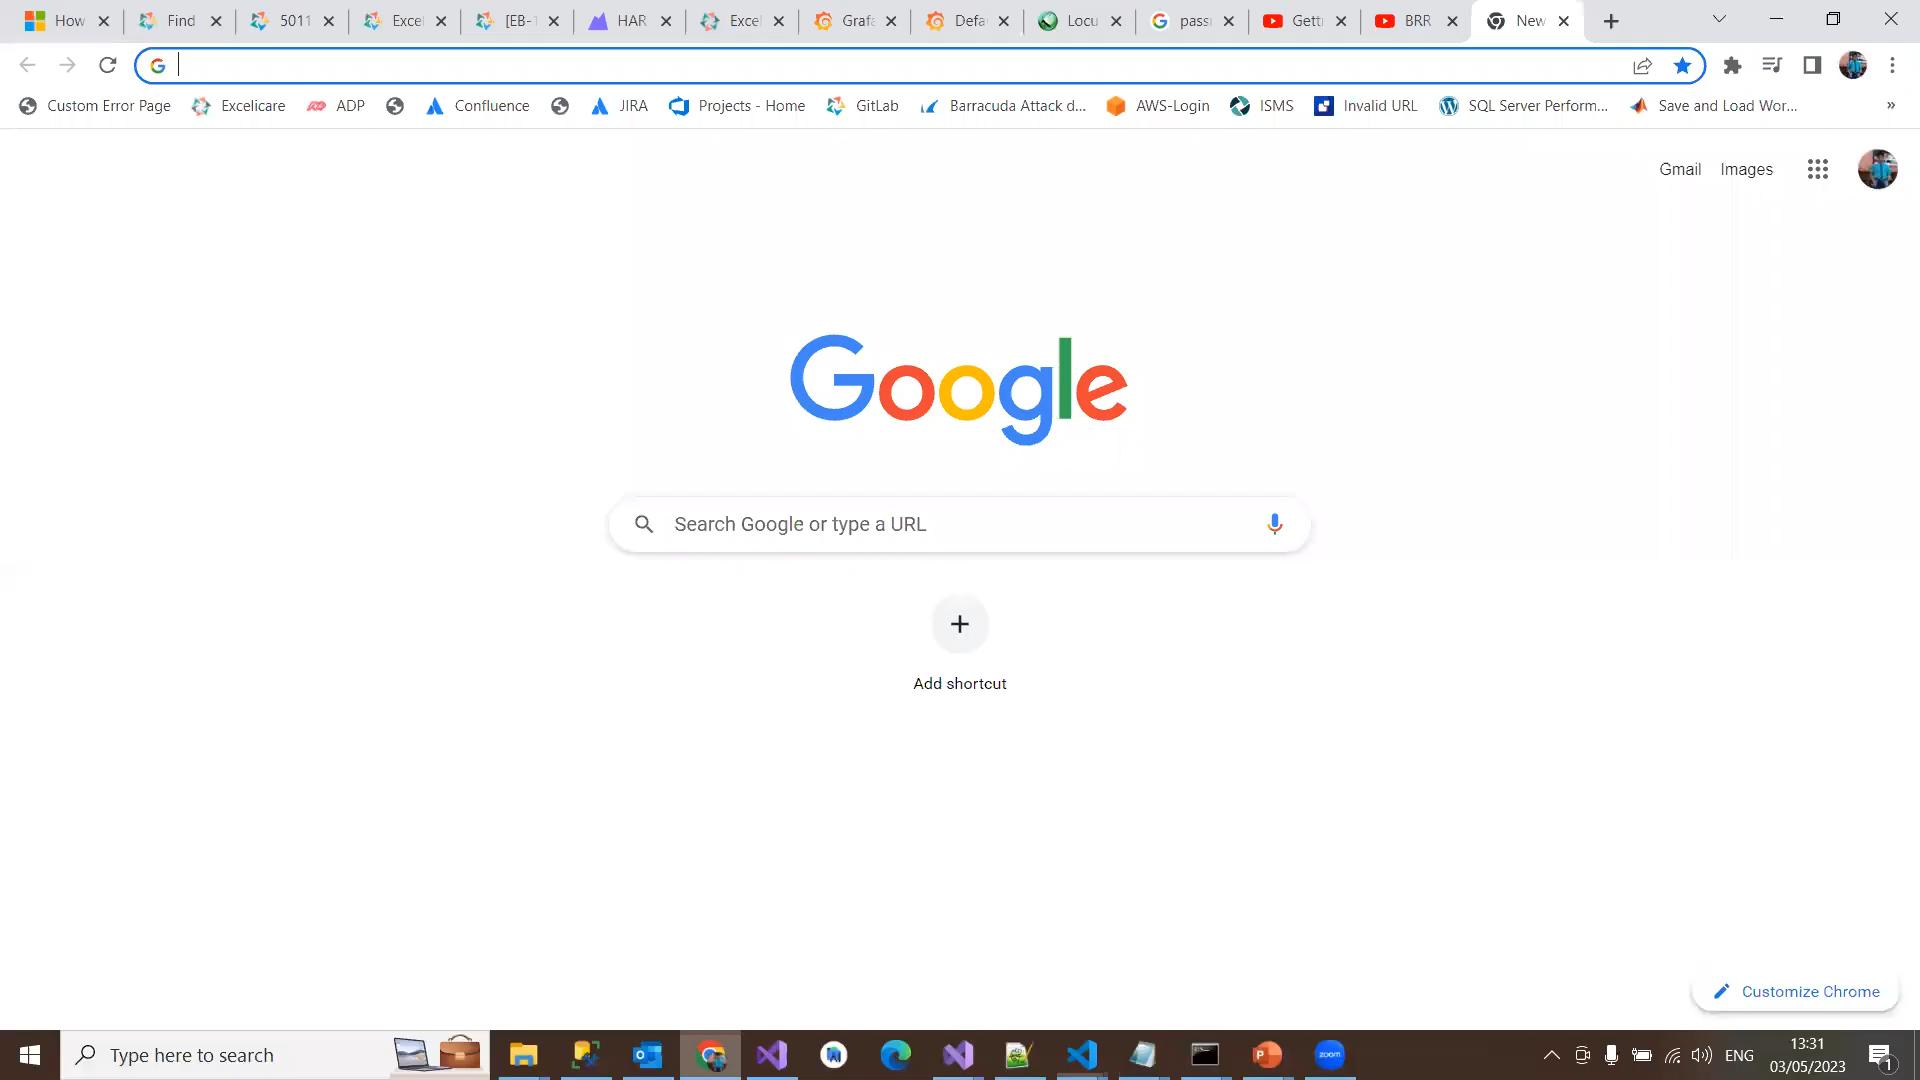 How
Find
5011
Excel
[EB-1
HAR
Excel
Grafa
Defa
Locu
pass
Getti
BRR
New
Custom Error Page
Excelicare
ADP
Confluence
JIRA
Projects - Home
GitLab
Barracuda Attack d...
AWS-Login
ISMS
Invalid URL
SQL Server Perform...
Save and Load Wor...
»
Gmail
Images
Google
Search Google or type a URL
Add shortcut
Customize Chrome
Type here to search
zoom
ENG
13:31
03/05/2023
1